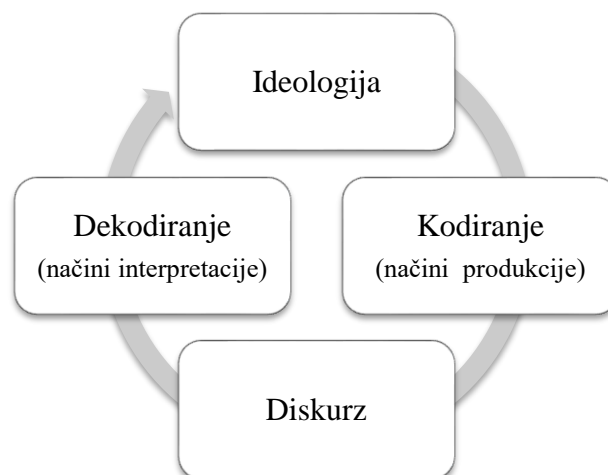 Ideologija
Dekodiranje
(načini interpretacije)
Kodiranje
(načini produkcije)
Diskurz